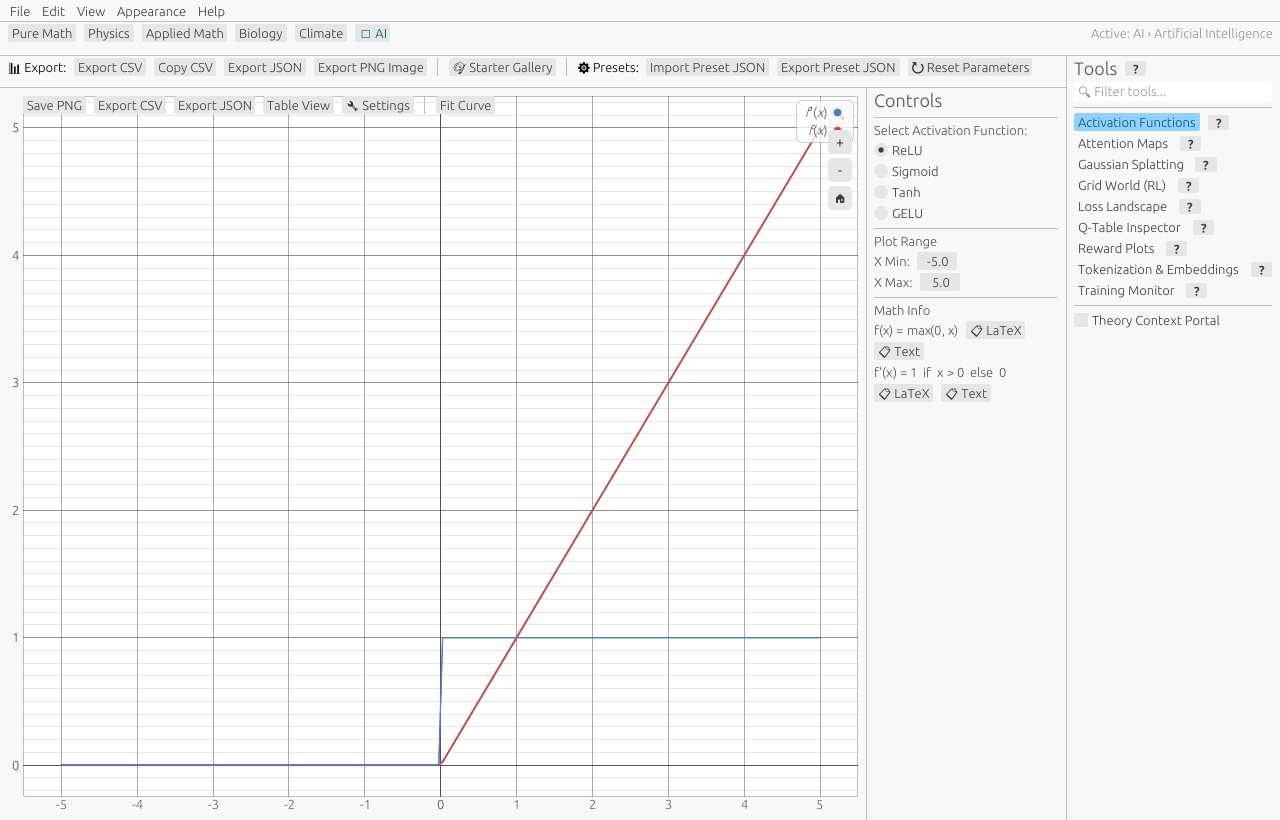 File Edit View Appearance Help
Pure Math Physics Applied Math Biology Climate AI Active: AI › Artificial Intelligence
Export: Export CSV Copy CSV Export JSON Export PNG Image Starter Gallery Presets: Import Preset JSON Export Preset JSON Reset Parameters
Save PNG Export CSV Export JSON Table View Settings Fit Curve
f'(x)
f(x)
+
-
5
4
3
2
1
0
-5 -4 -3 -2 -1 0 1 2 3 4 5
Controls
Select Activation Function:
ReLU
Sigmoid
Tanh
GELU
Plot Range
X Min: -5.0
X Max: 5.0
Math Info
f(x) = max(0, x) LaTeX
Text
f'(x) = 1 if x > 0 else 0
LaTeX Text
Tools ?
Filter tools...
Activation Functions ?
Attention Maps ?
Gaussian Splatting ?
Grid World (RL) ?
Loss Landscape ?
Q-Table Inspector ?
Reward Plots ?
Tokenization & Embeddings ?
Training Monitor ?
Theory Context Portal